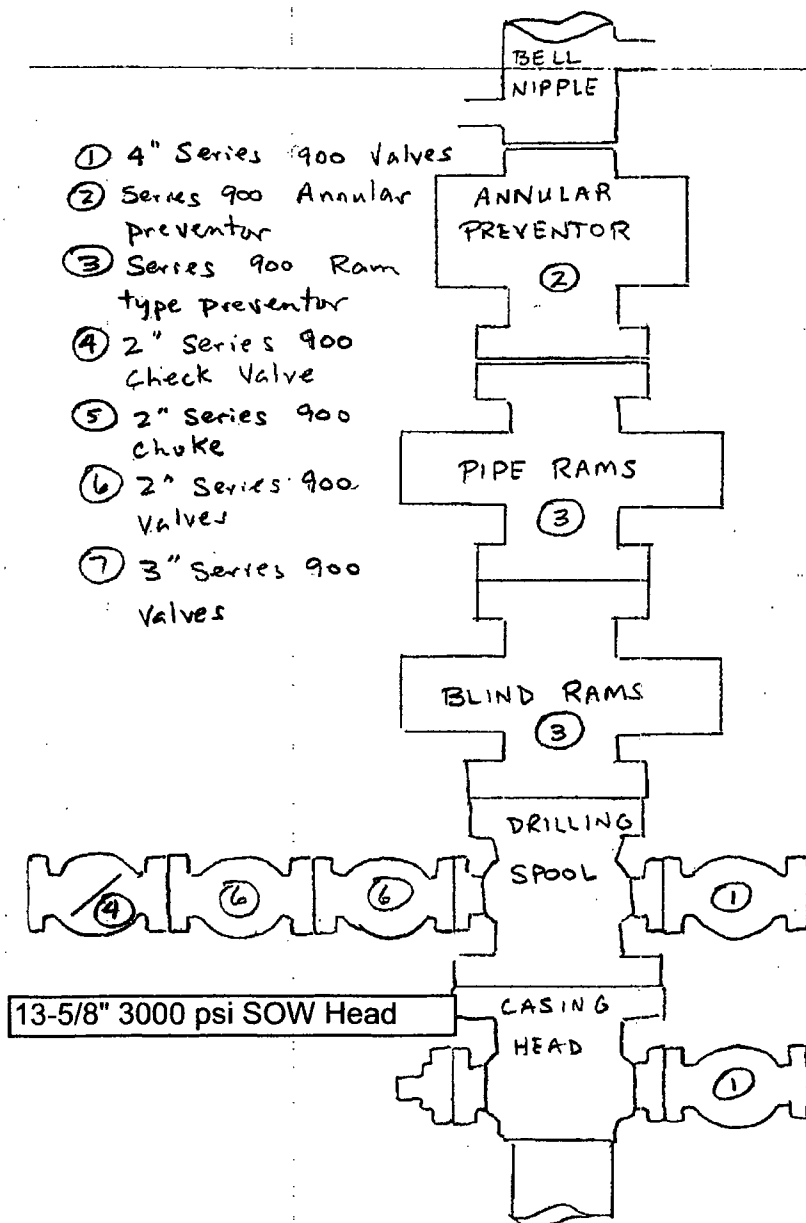 BELL
NIPPLE
① 4" Series 900 Valves
② Series 900 Annular
preventor
③ Series 900 Ram
type preventor
④ 2" Series 900
Check Valve
⑤ 2" Series 900
choke
⑥ 2" Series 900
Valves
⑦ 3" Series 900
Valves
ANNULAR
PREVENTOR
②
PIPE RAMS
③
BLIND RAMS
③
DRILLING
SPOOL
④ ⑥ ⑥ ①
13-5/8" 3000 psi SOW Head
CASING
HEAD
①